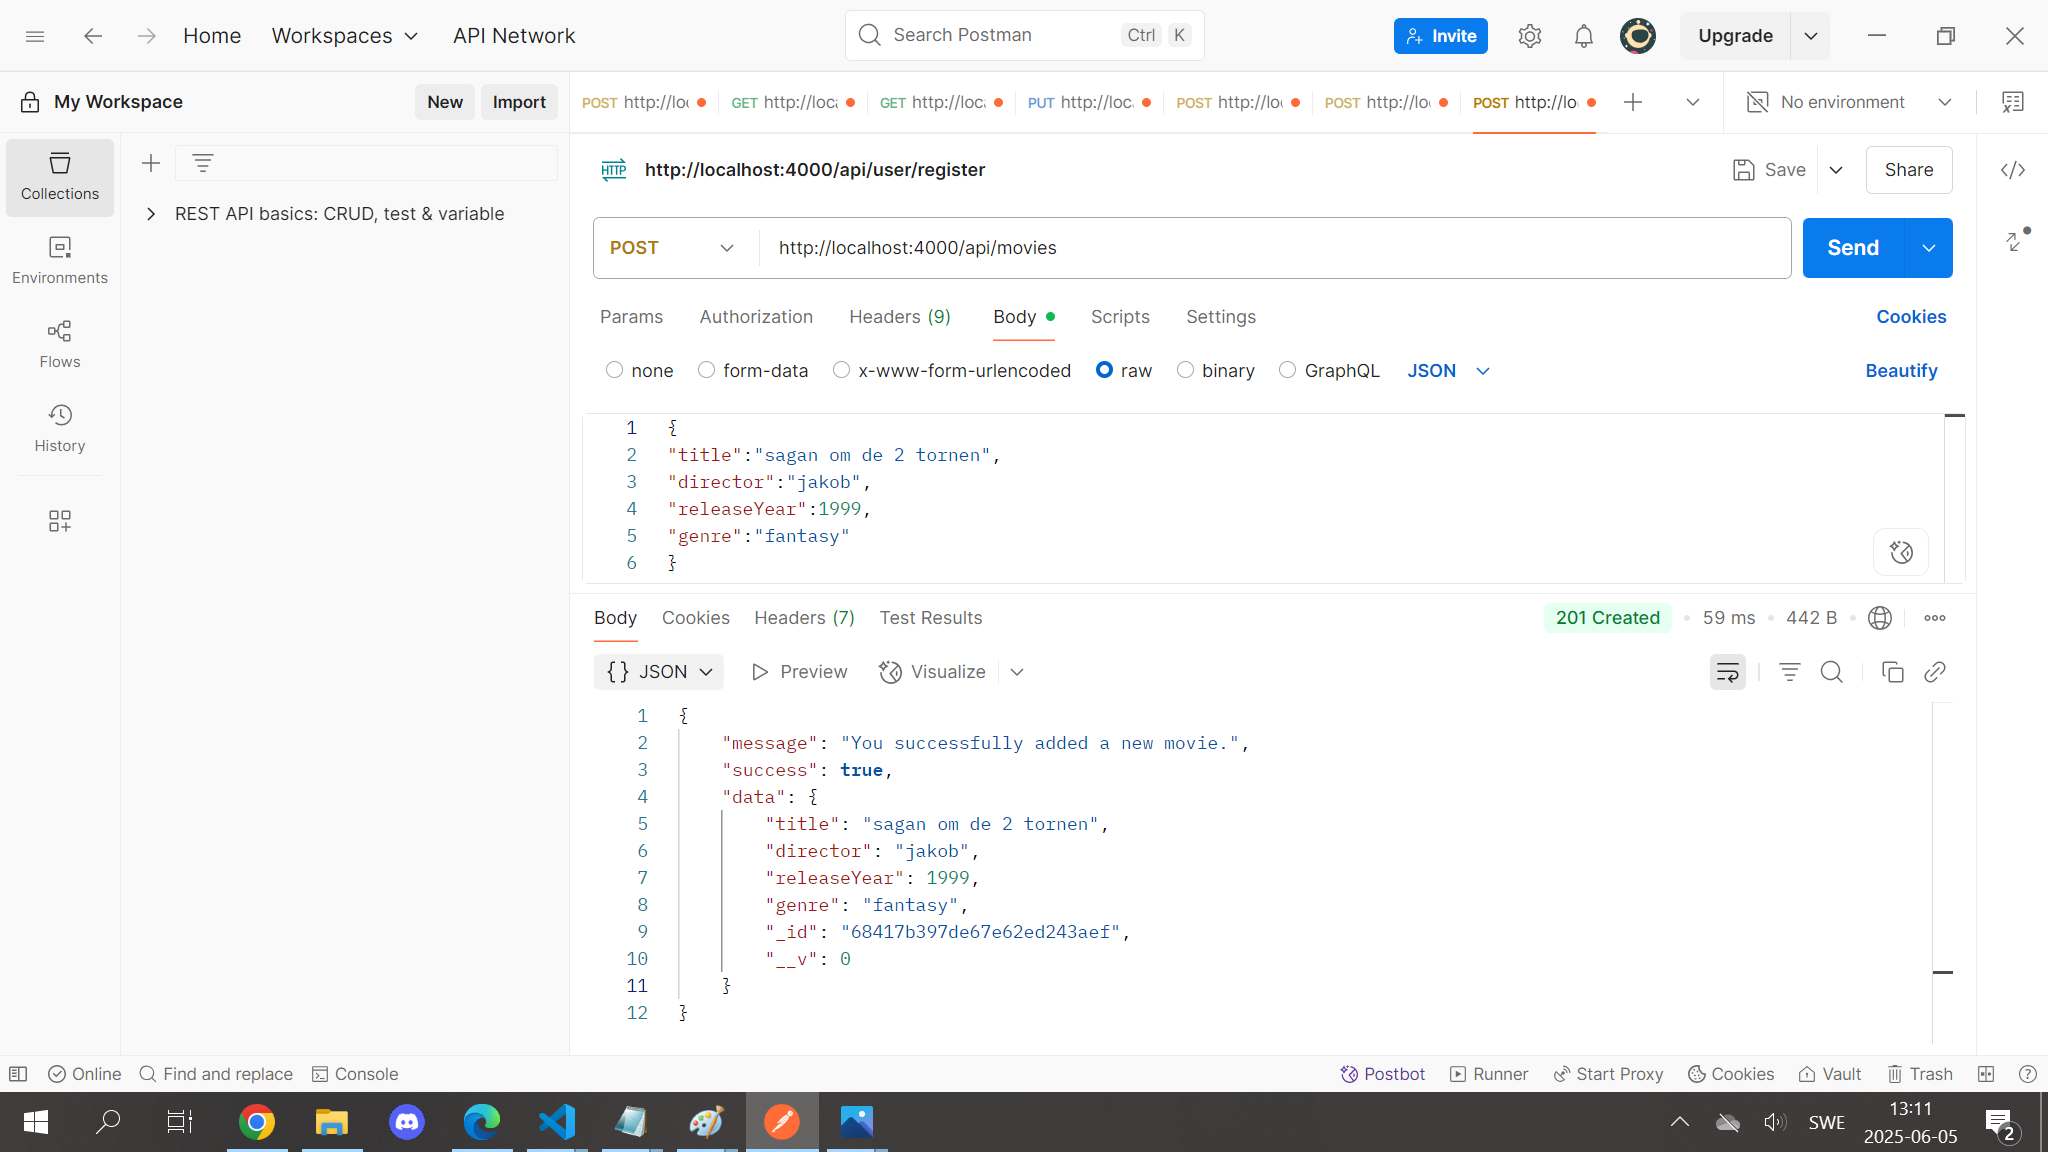 Home Workspaces API Network Search Postman Ctrl K Invite Upgrade
My Workspace New Import POST http://loc GET http://loca GET http://loca PUT http://loc POST http://lo POST http://lo POST http://lo No environment
Collections
Environments
Flows
History
REST API basics: CRUD, test & variable
HTTP http://localhost:4000/api/user/register Save Share
POST http://localhost:4000/api/movies Send
Params Authorization Headers (9) Body Scripts Settings Cookies
none form-data x-www-form-urlencoded raw binary GraphQL JSON Beautify
1 {
2 "title":"sagan om de 2 tornen",
3 "director":"jakob",
4 "releaseYear":1999,
5 "genre":"fantasy"
6 }
Body Cookies Headers (7) Test Results 201 Created 59 ms 442 B
{} JSON Preview Visualize
1 {
2 "message": "You successfully added a new movie.",
3 "success": true,
4 "data": {
5 "title": "sagan om de 2 tornen",
6 "director": "jakob",
7 "releaseYear": 1999,
8 "genre": "fantasy",
9 "_id": "68417b397de67e62ed243aef",
10 "__v": 0
11 }
12 }
Online Find and replace Console Postbot Runner Start Proxy Cookies Vault Trash
SWE 13:11
2025-06-05 2